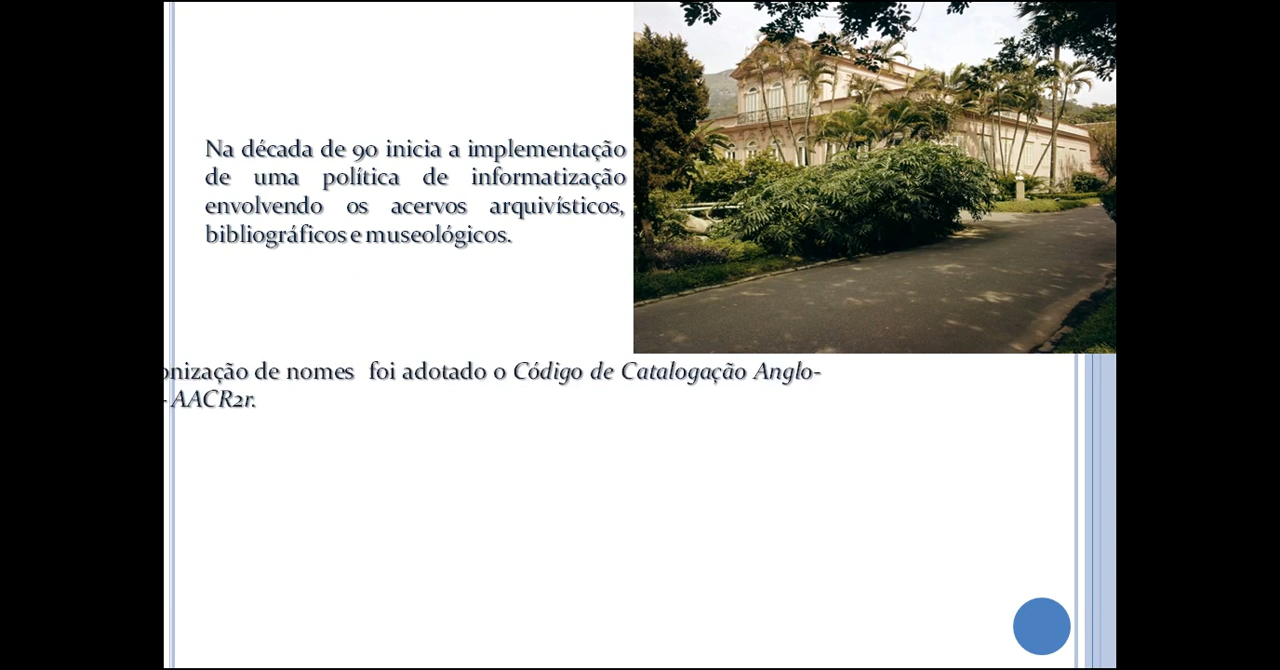 Na década de 90 inicia a implementação
de uma política de informatização
envolvendo os acervos arquivísticos,
bibliográficos e museológicos.
onização de nomes foi adotado o Código de Catalogação Anglo-
- AACR2r.